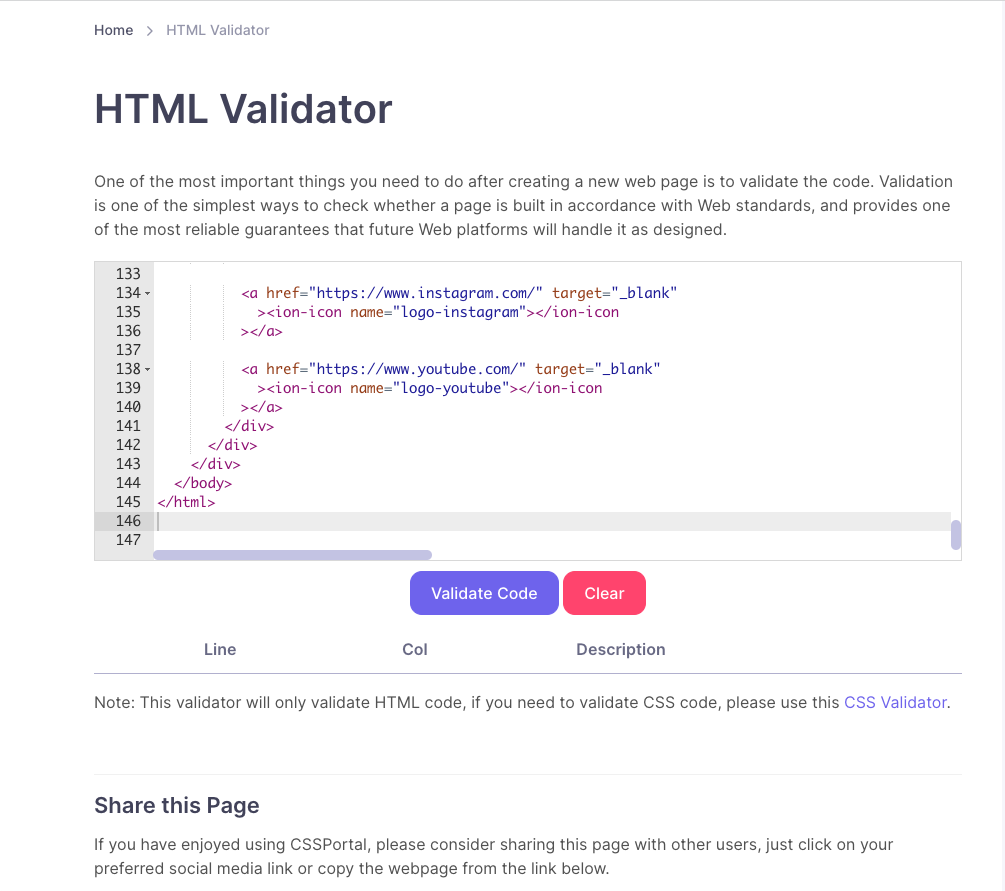 Home > HTML Validator
HTML Validator
One of the most important things you need to do after creating a new web page is to validate the code. Validation
is one of the simplest ways to check whether a page is built in accordance with Web standards, and provides one
of the most reliable guarantees that future Web platforms will handle it as designed.
133
134 <a href="https://www.instagram.com/" target="_blank"
135 ><ion-icon name="logo-instagram"></ion-icon
136 ></a>
137
138 <a href="https://www.youtube.com/" target="_blank"
139 ><ion-icon name="logo-youtube"></ion-icon
140 ></a>
141 </div>
142 </div>
143 </div>
144 </body>
145 </html>
146
147
Validate Code Clear
Line Col Description
Note: This validator will only validate HTML code, if you need to validate CSS code, please use this CSS Validator.
Share this Page
If you have enjoyed using CSSPortal, please consider sharing this page with other users, just click on your
preferred social media link or copy the webpage from the link below.